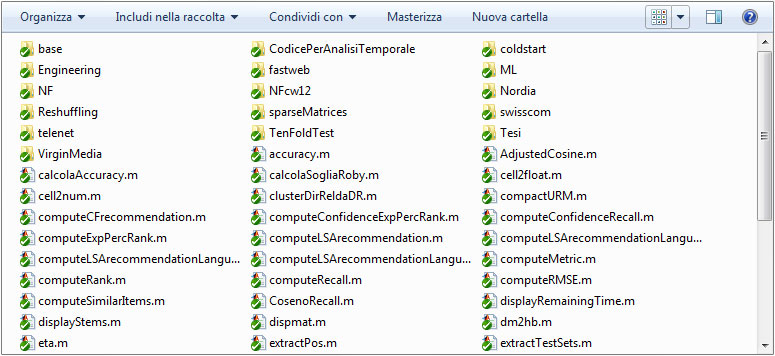 Organizza Includi nella raccolta Condividi con Masterizza Nuova cartella
base CodicePerAnalisiTemporale coldstart
Engineering fastweb ML
NF NFcw12 Nordia
Reshuffling sparseMatrices swisscom
telenet TenFoldTest Tesi
VirginMedia accuracy.m AdjustedCosine.m
calcolaAccuracy.m calcolaSogliaRoby.m cell2float.m
cell2num.m clusterDirReldaDR.m compactURM.m
computeCFrecommendation.m computeConfidenceExpPercRank.m computeConfidenceRecall.m
computeExpPercRank.m computeLSArecommendation.m computeLSArecommendationLangu...
computeLSArecommendationLangu... computeLSArecommendationLangu... computeMetric.m
computeRank.m computeRecall.m computeRMSE.m
computeSimilarItems.m CosenoRecall.m displayRemainingTime.m
displayStems.m dispmat.m dm2hb.m
eta.m extractPos.m extractTestSets.m